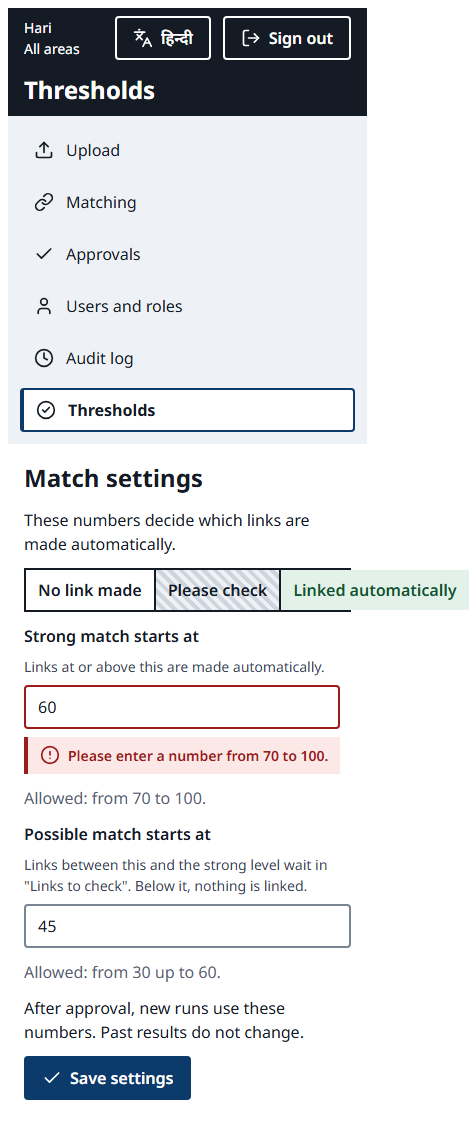 Hari
All areas
हिन्दी
Sign out
Thresholds
Upload
Matching
Approvals
Users and roles
Audit log
Thresholds
Match settings
These numbers decide which links are
made automatically.
No link made
Please check
Linked automatically
Strong match starts at
Links at or above this are made automatically.
60
Please enter a number from 70 to 100.
Allowed: from 70 to 100.
Possible match starts at
Links between this and the strong level wait in
"Links to check". Below it, nothing is linked.
45
Allowed: from 30 up to 60.
After approval, new runs use these
numbers. Past results do not change.
Save settings